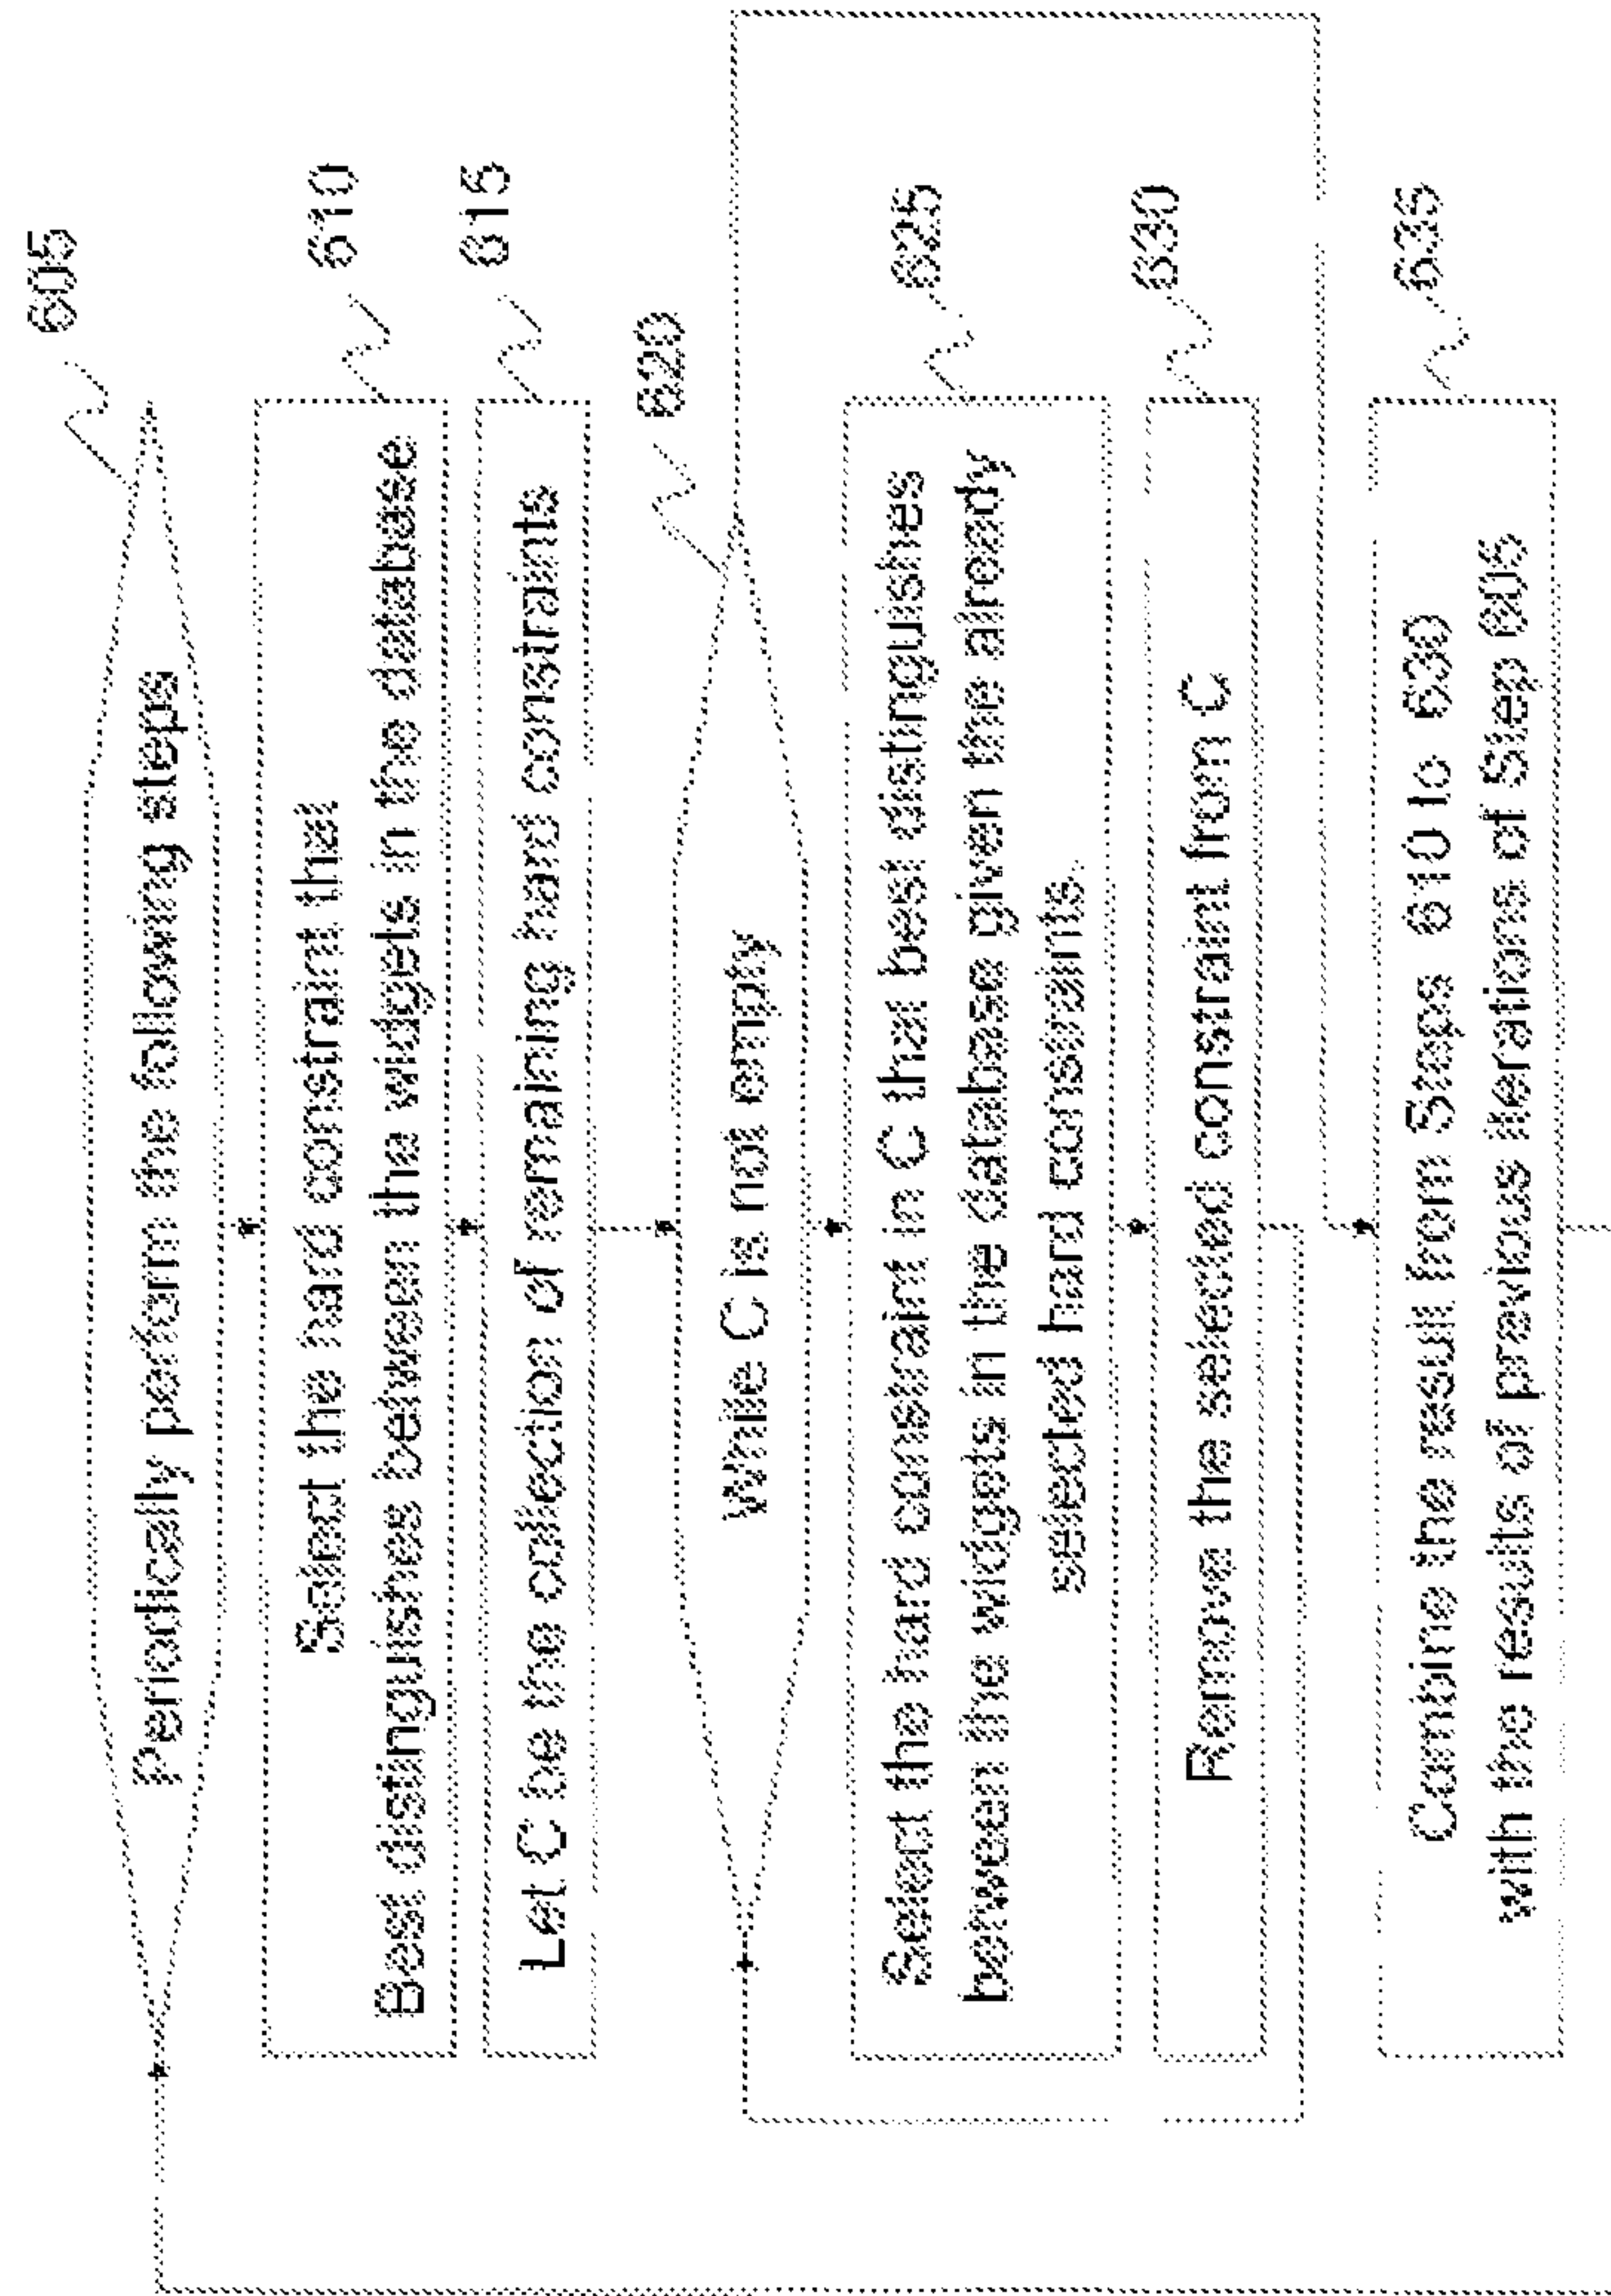 605
Periodically perform the following steps
610
Select the hard constraint that
Best distinguishes between the widgets in the database
615
Let C be the collection of remaining hard constraints
620
While C is not empty
625
Select the hard constraint in C that best distinguishes
between the widgets in the database given the already
selected hard constraints.
630
Remove the selected constraint from C
635
Combine the result from Steps 610 to 630
with the results of previous iterations of Step 605